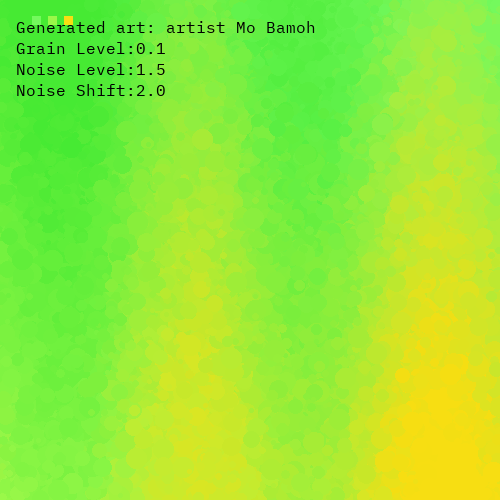 Generated art: artist Mo Bamoh
Grain Level:0.1
Noise Level:1.5
Noise Shift:2.0